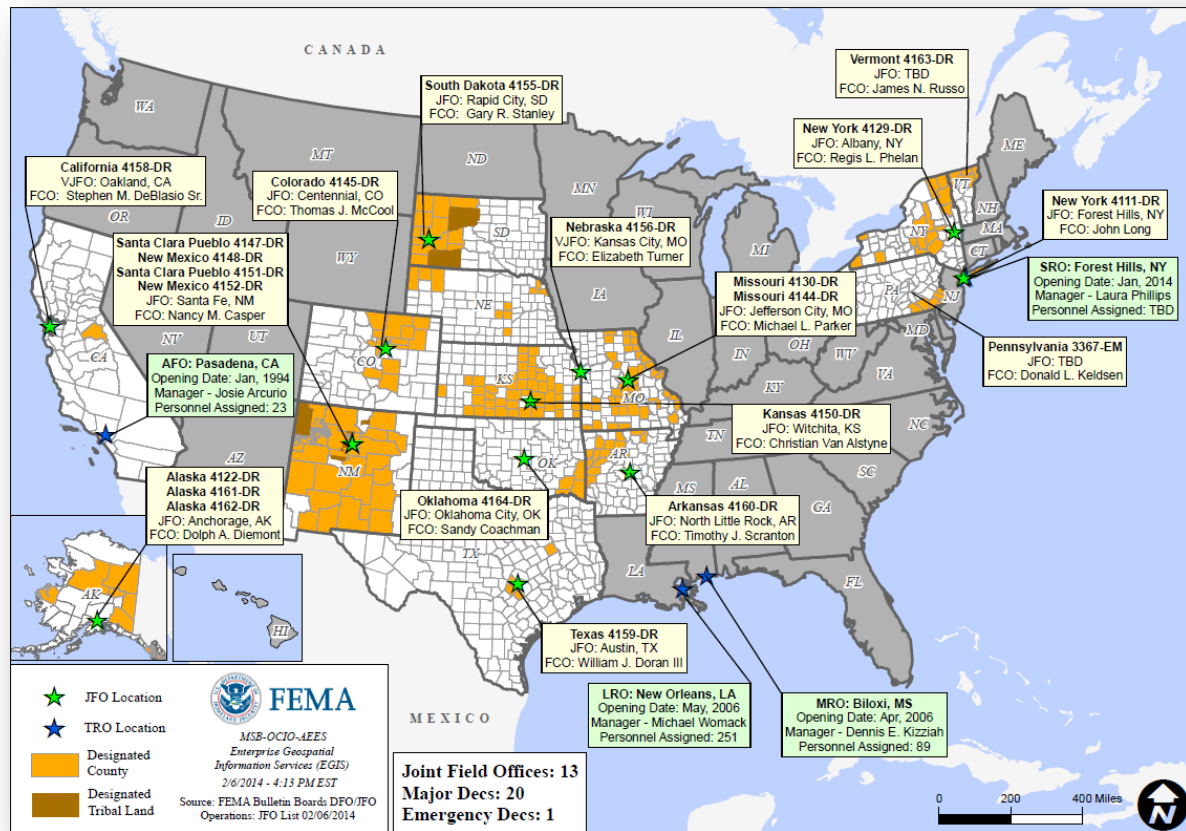 CANADA
WA
OR
CA
ID
NV
MT
WY
UT
AZ
CO
NM
ND
SD
NE
KS
OK
TX
MN
IA
MO
AR
LA
WI
IL
MI
IN
OH
KY
TN
MS
AL
GA
FL
SC
NC
VA
WV
MD
PA
NJ
NY
CT
MA
VT
NH
ME
AK
HI
MEXICO
South Dakota 4155-DR
JFO: Rapid City, SD
FCO: Gary R. Stanley
Vermont 4163-DR
JFO: TBD
FCO: James N. Russo
New York 4129-DR
JFO: Albany, NY
FCO: Regis L. Phelan
California 4158-DR
VJFO: Oakland, CA
FCO: Stephen M. DeBlasio Sr.
Colorado 4145-DR
JFO: Centennial, CO
FCO: Thomas J. McCool
New York 4111-DR
JFO: Forest Hills, NY
FCO: John Long
Nebraska 4156-DR
VJFO: Kansas City, MO
FCO: Elizabeth Turner
Santa Clara Pueblo 4147-DR
New Mexico 4148-DR
Santa Clara Pueblo 4151-DR
New Mexico 4152-DR
JFO: Santa Fe, NM
FCO: Nancy M. Casper
SRO: Forest Hills, NY
Opening Date: Jan, 2014
Manager - Laura Phillips
Personnel Assigned: TBD
Missouri 4130-DR
Missouri 4144-DR
JFO: Jefferson City, MO
FCO: Michael L. Parker
Pennsylvania 3367-EM
JFO: TBD
FCO: Donald L. Keldsen
AFO: Pasadena, CA
Opening Date: Jan, 1994
Manager - Josie Arcurio
Personnel Assigned: 23
Kansas 4150-DR
JFO: Witchita, KS
FCO: Christian Van Alstyne
Alaska 4122-DR
Alaska 4161-DR
Alaska 4162-DR
JFO: Anchorage, AK
FCO: Dolph A. Diemont
Oklahoma 4164-DR
JFO: Oklahoma City, OK
FCO: Sandy Coachman
Arkansas 4160-DR
JFO: North Little Rock, AR
FCO: Timothy J. Scranton
Texas 4159-DR
JFO: Austin, TX
FCO: William J. Doran III
LRO: New Orleans, LA
Opening Date: May, 2006
Manager - Michael Womack
Personnel Assigned: 251
MRO: Biloxi, MS
Opening Date: Apr, 2006
Manager - Dennis E. Kizziah
Personnel Assigned: 89
JFO Location
TRO Location
Designated
County
Designated
Tribal Land
FEMA
MSB-OCIO-AEES
Enterprise Geospatial
Information Services (EGIS)
2/6/2014 - 4:13 PM EST
Source: FEMA Bulletin Boards DFO/JFO
Operations: JFO List 02/06/2014
Joint Field Offices: 13
Major Decs: 20
Emergency Decs: 1
0 200 400 Miles
N